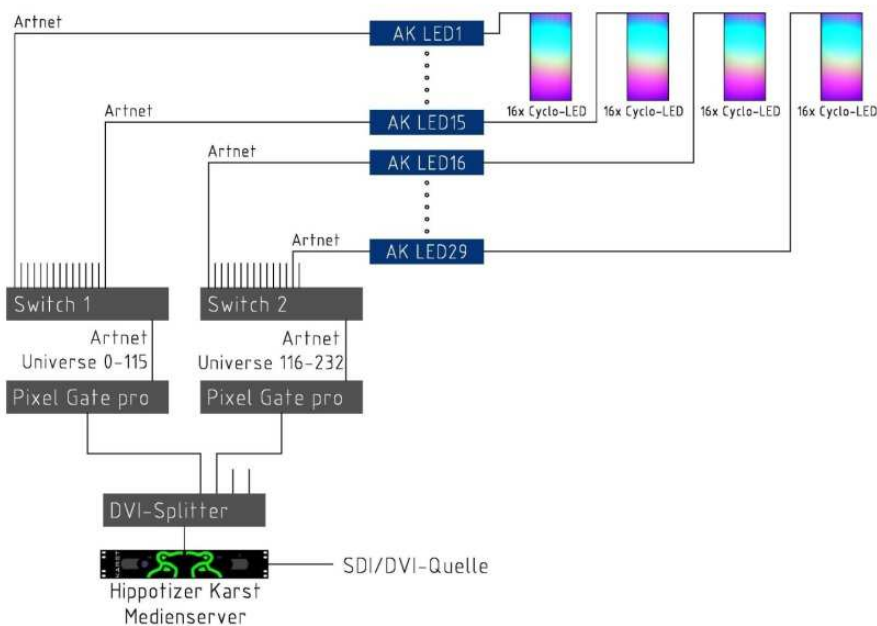 Artnet
AK LED1
16x Cyclo-LED
16x Cyclo-LED
16x Cyclo-LED
16x Cyclo-LED
Artnet
AK LED15
Artnet
AK LED16
Artnet
AK LED29
Switch 1
Switch 2
Artnet
Universe 0-115
Artnet
Universe 116-232
Pixel Gate pro
Pixel Gate pro
DVI-Splitter
KARST
SDI/DVI-Quelle
Hippotizer Karst
Medienserver